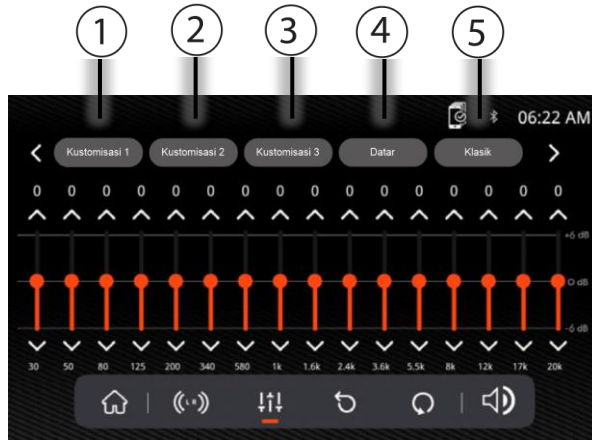 1 2 3 4 5
06:22 AM
Kustomisasi 1 Kustomisasi 2 Kustomisasi 3 Datar Klasik
0 0 0 0 0 0 0 0 0 0 0 0 0 0 0 0
+6 dB
0 dB
-6 dB
30 50 80 125 200 340 580 1k 1.6k 2.4k 3.6k 5.5k 8k 12k 17k 20k
L R